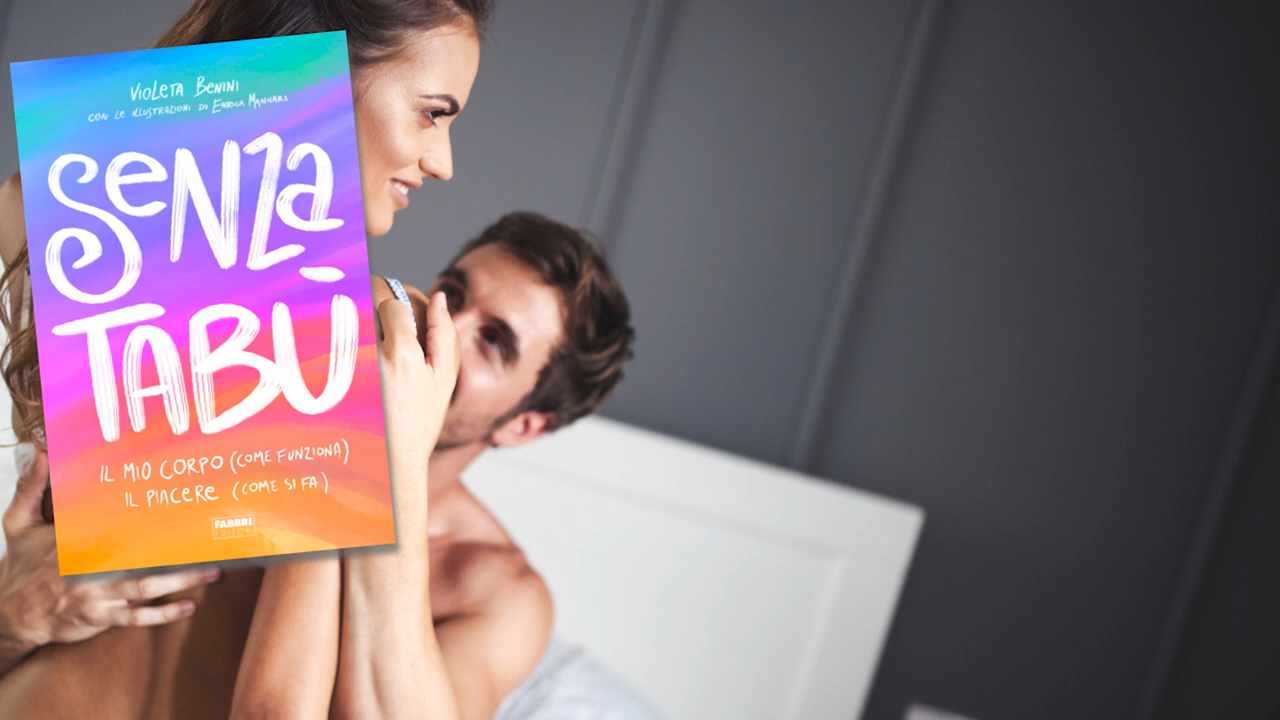 VIOLETA BENINI
CON LE ILLUSTRAZIONI DI ENRICA MANNARI
SENZA
TABÙ
IL MIO CORPO (COME FUNZIONA)
IL PIACERE (COME SI FA)
FABBRI
EDITORI